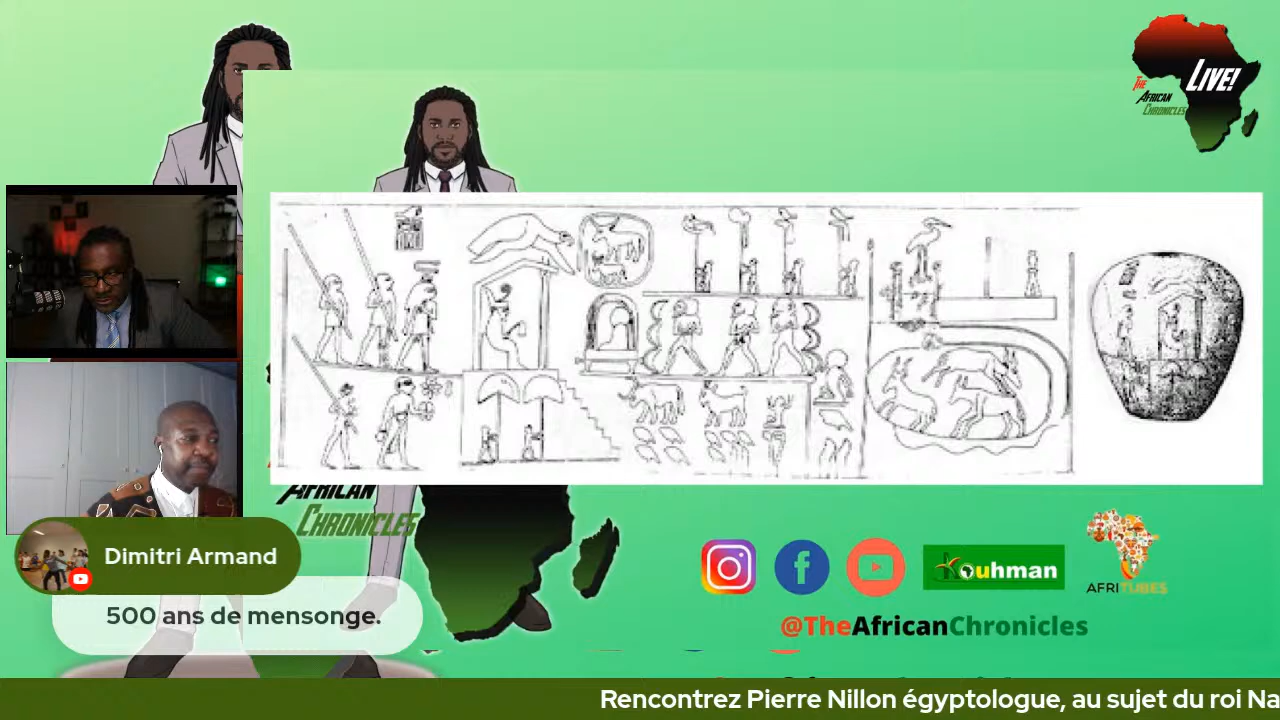 THE
AFRICAN
CHRONICLES
LIVE!
AFRICAN
CHRONICLES
Dimitri Armand
500 ans de mensonge.
Kouhman
AFRITUBES
@TheAfricanChronicles
Rencontrez Pierre Nillon égyptologue, au sujet du roi Na